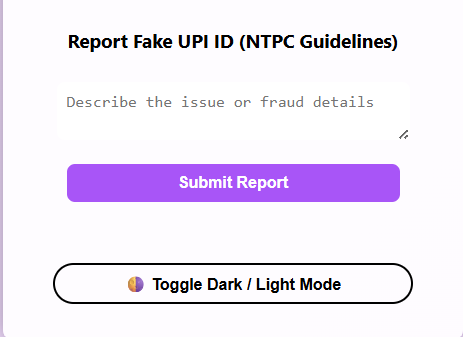 Report Fake UPI ID (NTPC Guidelines)
Describe the issue or fraud details
Submit Report
Toggle Dark / Light Mode